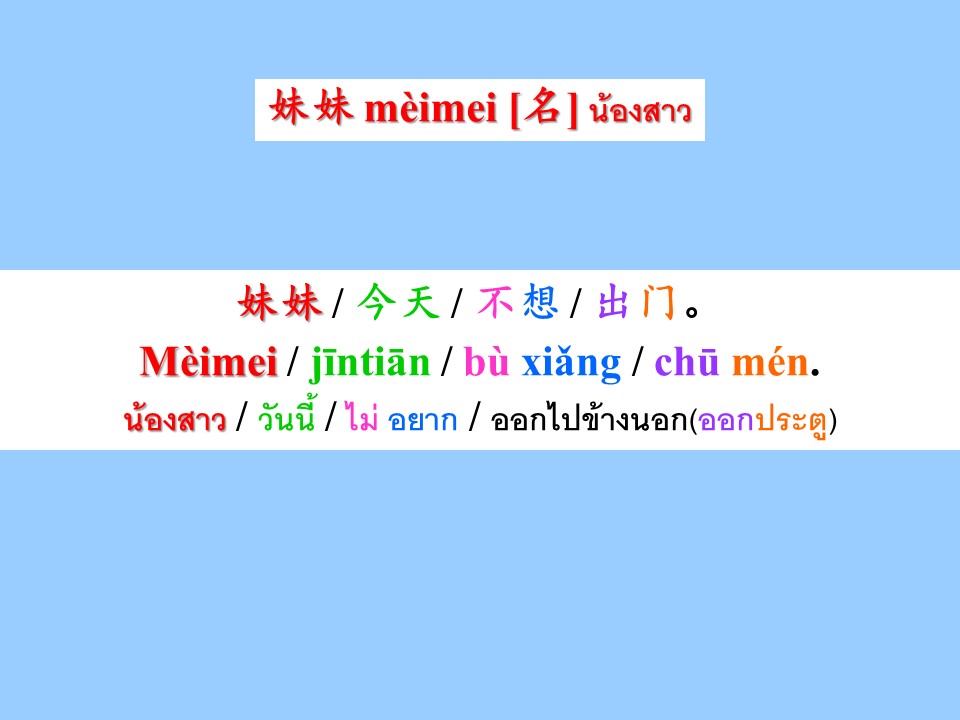 妹妹 mèimei [名] น้องสาว
妹妹 / 今天 / 不想 / 出门。
Mèimei / jīntiān / bù xiǎng / chū mén.
น้องสาว / วันนี้ / ไม่ อยาก / ออกไปข้างนอก(ออกประตู)